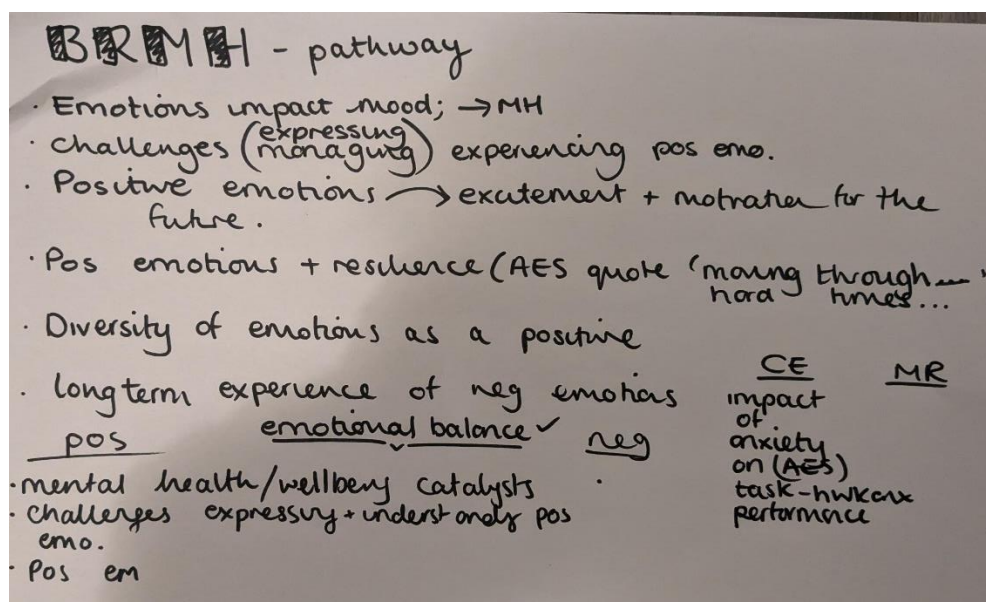 BRMH - pathway
· Emotions impact mood; → MH
· Challenges (expressing managing) experiencing pos emo.
· Positive emotions → excitement + motivation for the
future.
· Pos emotions + resilience (AES quote 'moving through
hard times...
· Diversity of emotions as a positive
· long term experience of neg emotions
emotional balance ✓
pos
neg
· mental health/wellbeing catalysts ·
· Challenges expressing + understanding pos
emo.
· Pos em
CE
impact
of.
anxiety
on (AES)
task-
performance
MR